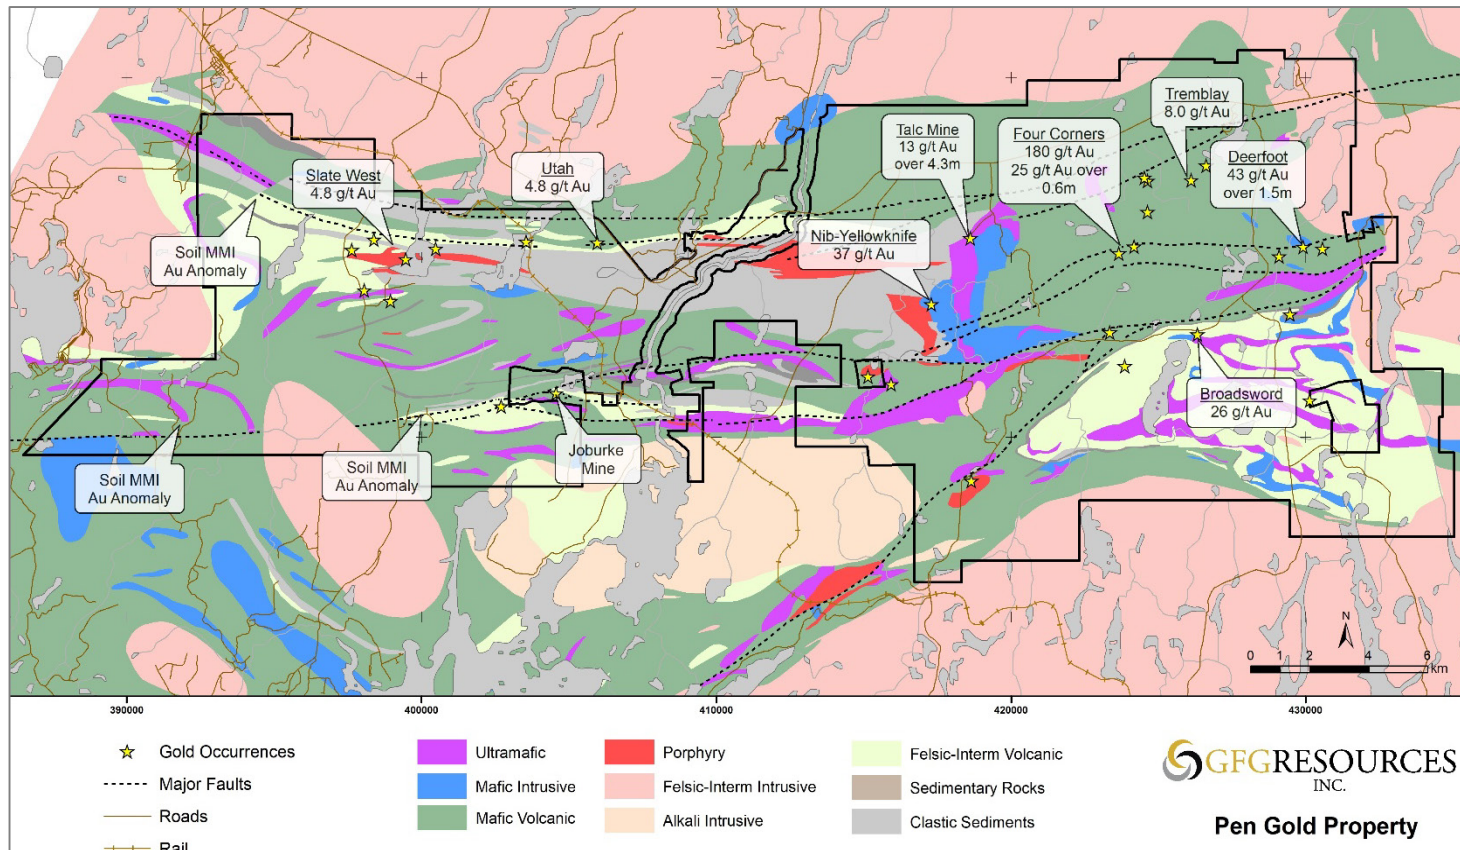 Tremblay
8.0 g/t Au
Talc Mine
13 g/t Au
over 4.3m
Four Corners
180 g/t Au
25 g/t Au over
0.6m
Deerfoot
43 g/t Au
over 1.5m
Slate West
4.8 g/t Au
Utah
4.8 g/t Au
Soil MMI
Au Anomaly
Nib-Yellowknife
37 g/t Au
Broadsword
26 g/t Au
Joburke
Mine
Soil MMI
Au Anomaly
Soil MMI
Au Anomaly
N
0 1 2 4 6
km
390000 400000 410000 420000 430000
Gold Occurrences
Major Faults
Roads
Rail
Ultramafic
Mafic Intrusive
Mafic Volcanic
Porphyry
Felsic-Interm Intrusive
Alkali Intrusive
Felsic-Interm Volcanic
Sedimentary Rocks
Clastic Sediments
GFGRESOURCES
INC.
Pen Gold Property